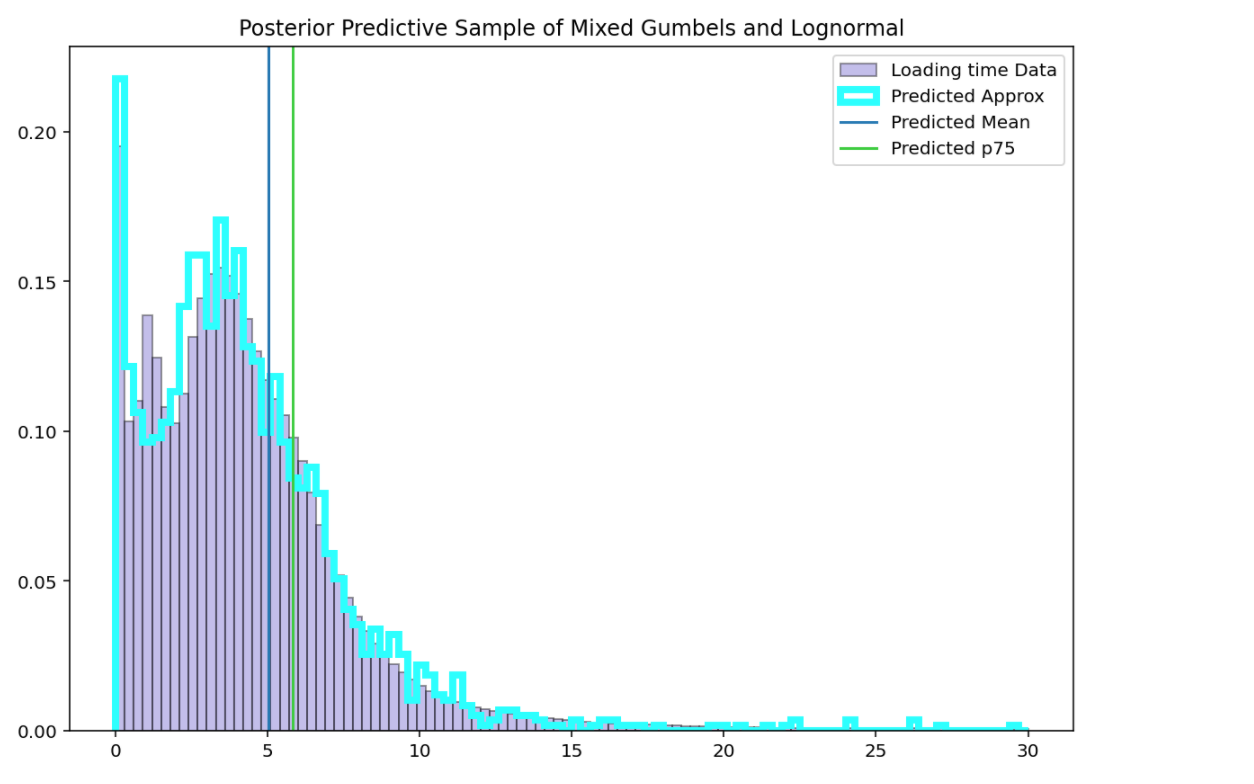 Posterior Predictive Sample of Mixed Gumbels and Lognormal
Loading time Data
Predicted Approx
Predicted Mean
Predicted p75
0.20
0.15
0.10
0.05
0.00
0 5 10 15 20 25 30